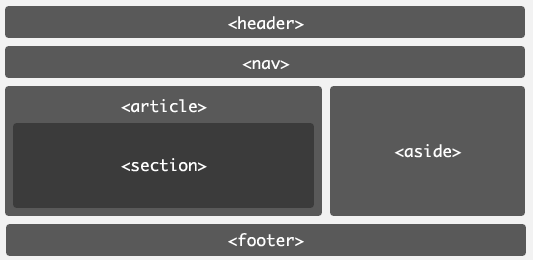 <header>
<nav>
<article>
<section>
<aside>
<footer>